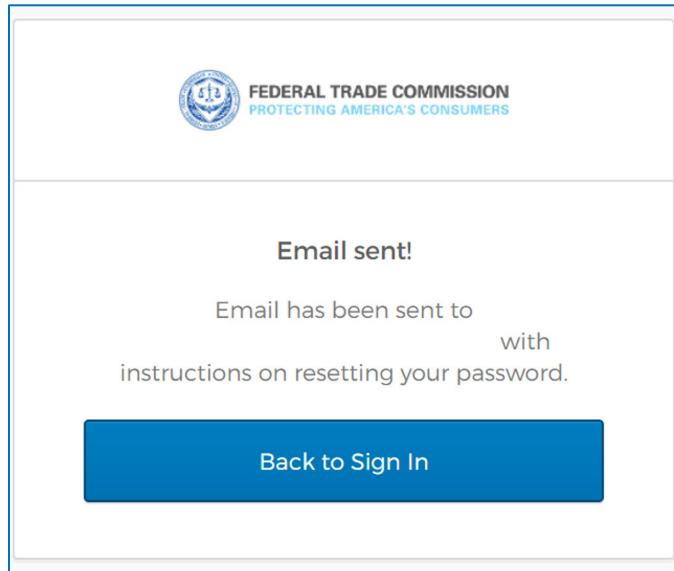 FEDERAL TRADE COMMISSION
PROTECTING AMERICA'S CONSUMERS
Email sent!
Email has been sent to
with
instructions on resetting your password.
Back to Sign In